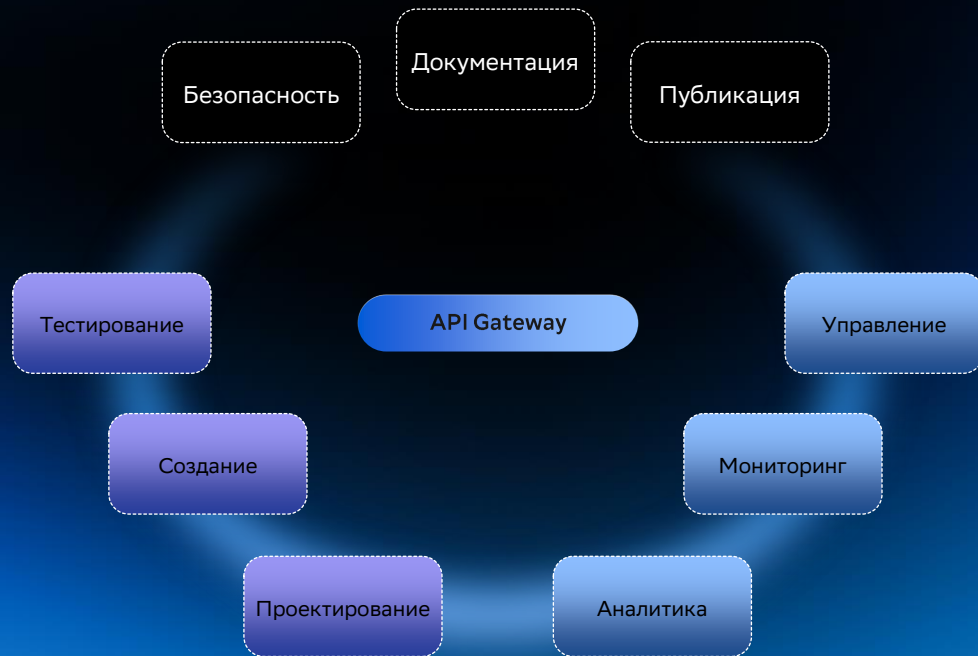 Документация
Безопасность
Публикация
Тестирование
API Gateway
Управление
Создание
Мониторинг
Проектирование
Аналитика